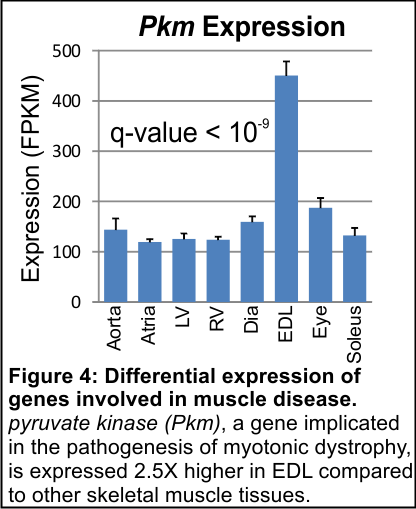 Pkm Expression
500
400
300
200
100
0
Expression (FPKM)
q-value < 10-9
Aorta
Atria
LV
RV
Dia
EDL
Eye
Soleus
Figure 4: Differential expression of
genes involved in muscle disease.
pyruvate kinase (Pkm), a gene implicated
in the pathogenesis of myotonic dystrophy,
is expressed 2.5X higher in EDL compared
to other skeletal muscle tissues.